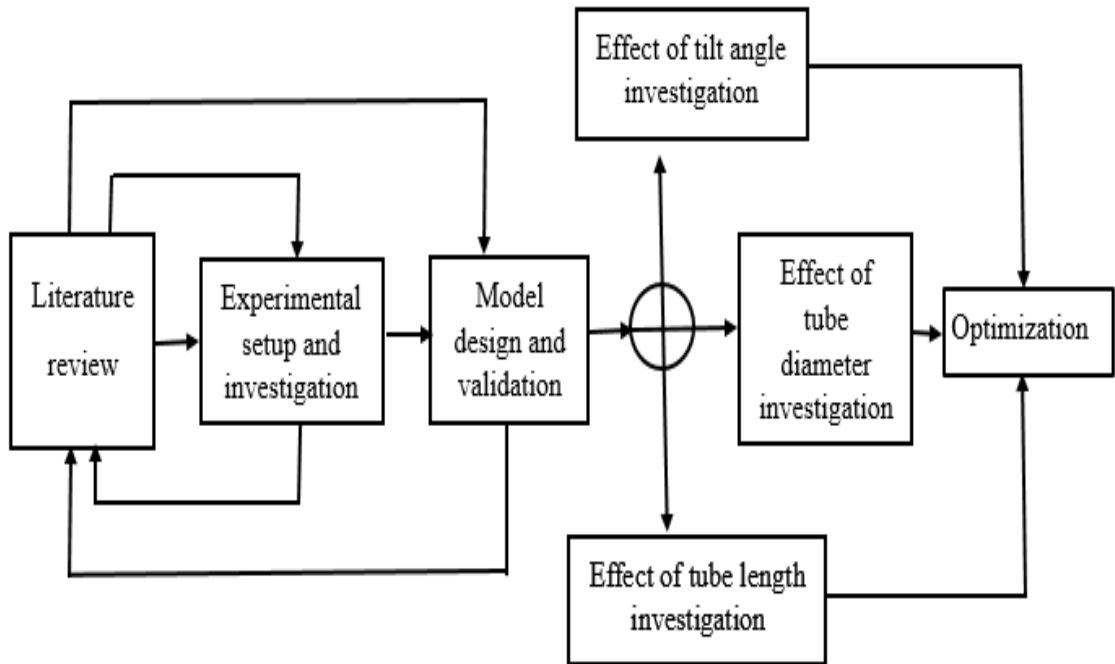 Literature
review
Experimental
setup and
investigation
Model
design and
validation
Effect of tilt angle
investigation
Effect of
tube
diameter
investigation
Effect of tube length
investigation
Optimization